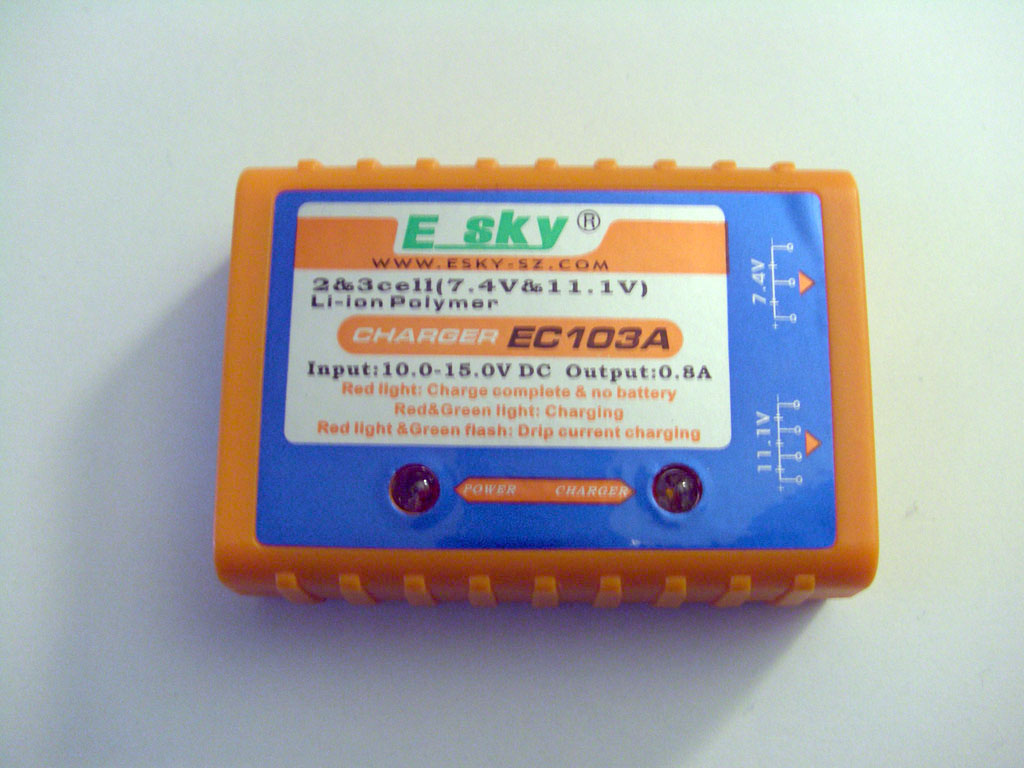 E_sky®
WWW.ESKY-SZ.COM
2&3cell(7.4V&11.1V)
Li-ion Polymer
CHARGER EC103A
Input:10.0-15.0V DC Output:0.8A
Red light: Charge complete & no battery
Red&Green light: Charging
Red light &Green flash: Drip current charging
POWER CHARGER
7.4V
11.1V